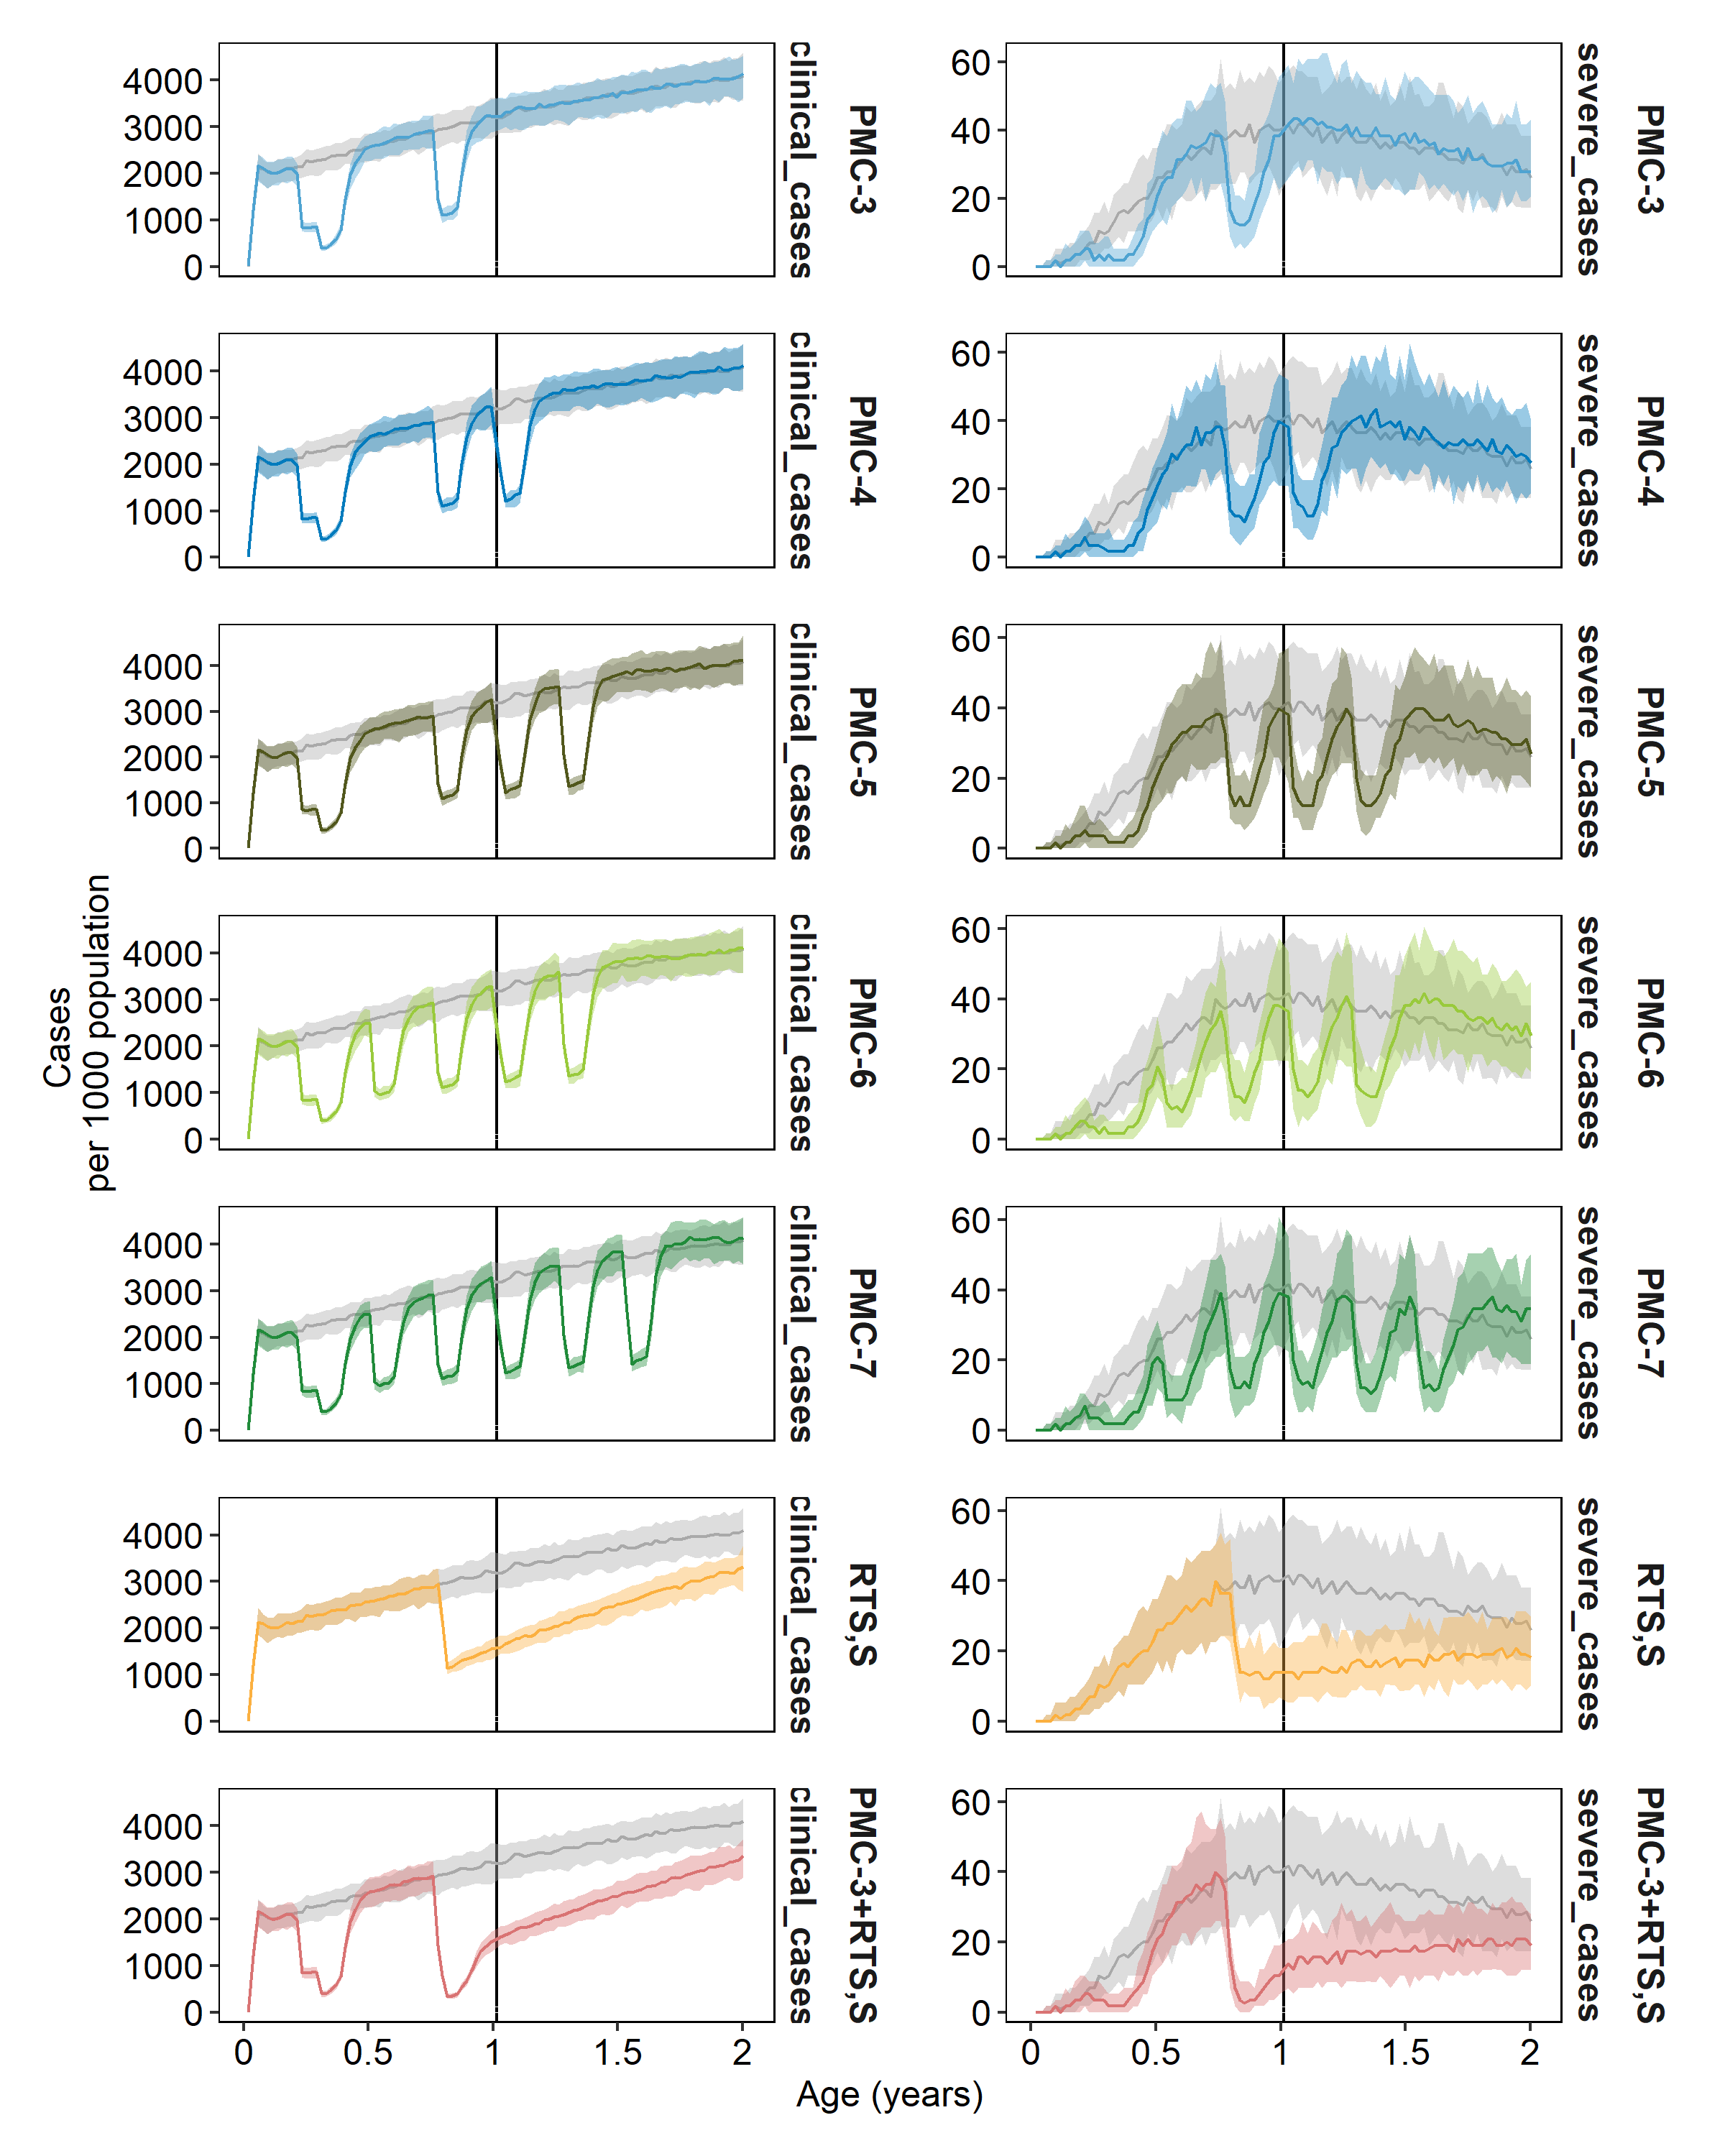 4000
3000
2000
1000
0
clinical_cases
PMC-3
60
40
20
0
severe_cases
PMC-3
4000
3000
2000
1000
0
clinical_cases
PMC-4
60
40
20
0
severe_cases
PMC-4
4000
3000
2000
1000
0
clinical_cases
PMC-5
60
40
20
0
severe_cases
PMC-5
Cases
per 1000 population
4000
3000
2000
1000
0
clinical_cases
PMC-6
60
40
20
0
severe_cases
PMC-6
4000
3000
2000
1000
0
clinical_cases
PMC-7
60
40
20
0
severe_cases
PMC-7
4000
3000
2000
1000
0
clinical_cases
RTS,S
60
40
20
0
severe_cases
RTS,S
4000
3000
2000
1000
0
clinical_cases
PMC-3+RTS,S
60
40
20
0
severe_cases
PMC-3+RTS,S
0 0.5 1 1.5 2
0 0.5 1 1.5 2
Age (years)